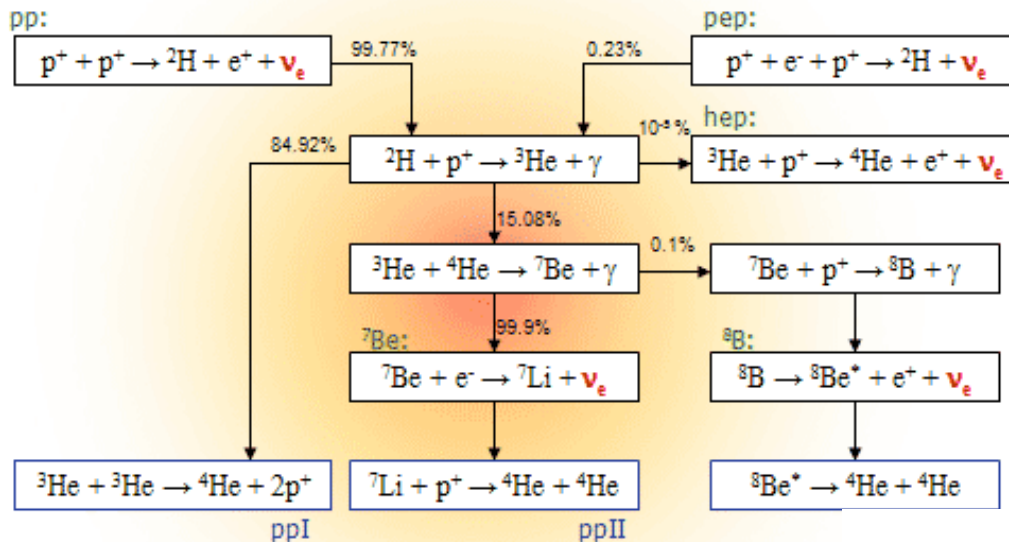 pp:
p⁺ + p⁺ → ²H + e⁺ + νₑ
99.77%
0.23%
pep:
p⁺ + e⁻ + p⁺ → ²H + νₑ
84.92%
²H + p⁺ → ³He + γ
10⁻⁵ %
hep:
³He + p⁺ → ⁴He + e⁺ + νₑ
15.08%
³He + ⁴He → ⁷Be + γ
0.1%
⁷Be + p⁺ → ⁸B + γ
99.9%
⁷Be:
⁷Be + e⁻ → ⁷Li + νₑ
⁸B:
⁸B → ⁸Be* + e⁺ + νₑ
³He + ³He → ⁴He + 2p⁺
ppI
⁷Li + p⁺ → ⁴He + ⁴He
ppII
⁸Be* → ⁴He + ⁴He